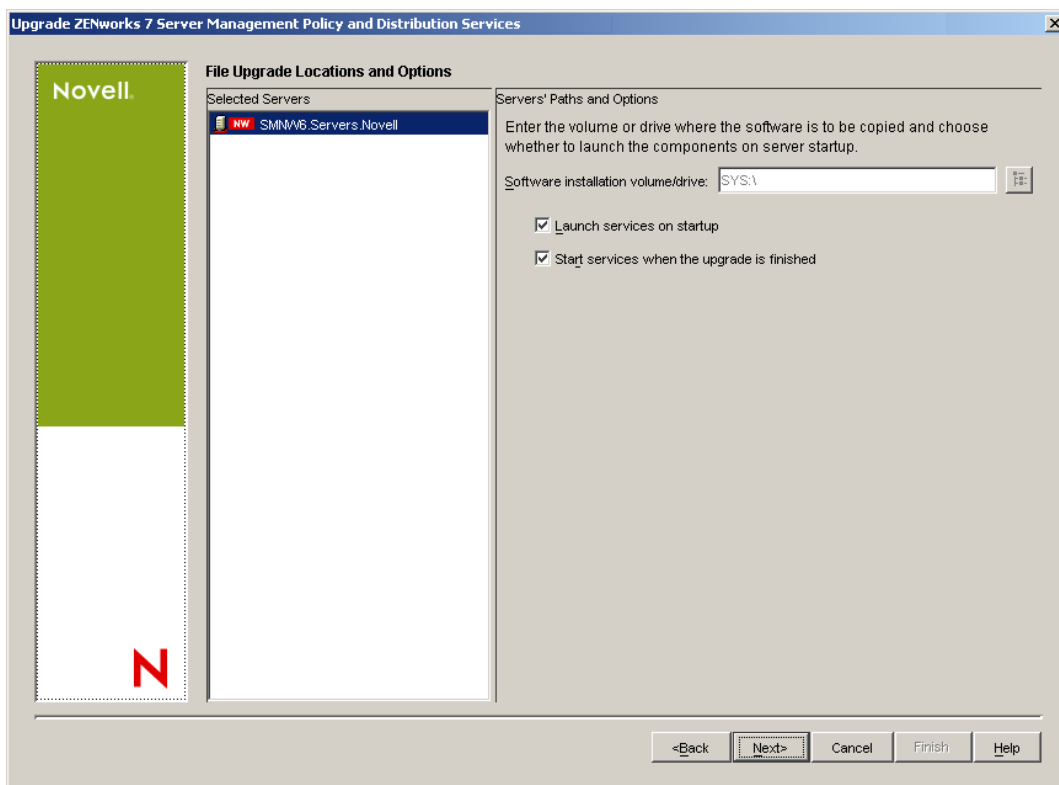 Upgrade ZENworks 7 Server Management Policy and Distribution Services
Novell.
File Upgrade Locations and Options
Selected Servers
NW SMNW6.Servers.Novell
Servers' Paths and Options
Enter the volume or drive where the software is to be copied and choose
whether to launch the components on server startup.
Software installation volume/drive: SYS:\
Launch services on startup
Start services when the upgrade is finished
N
<Back Next> Cancel Finish Help